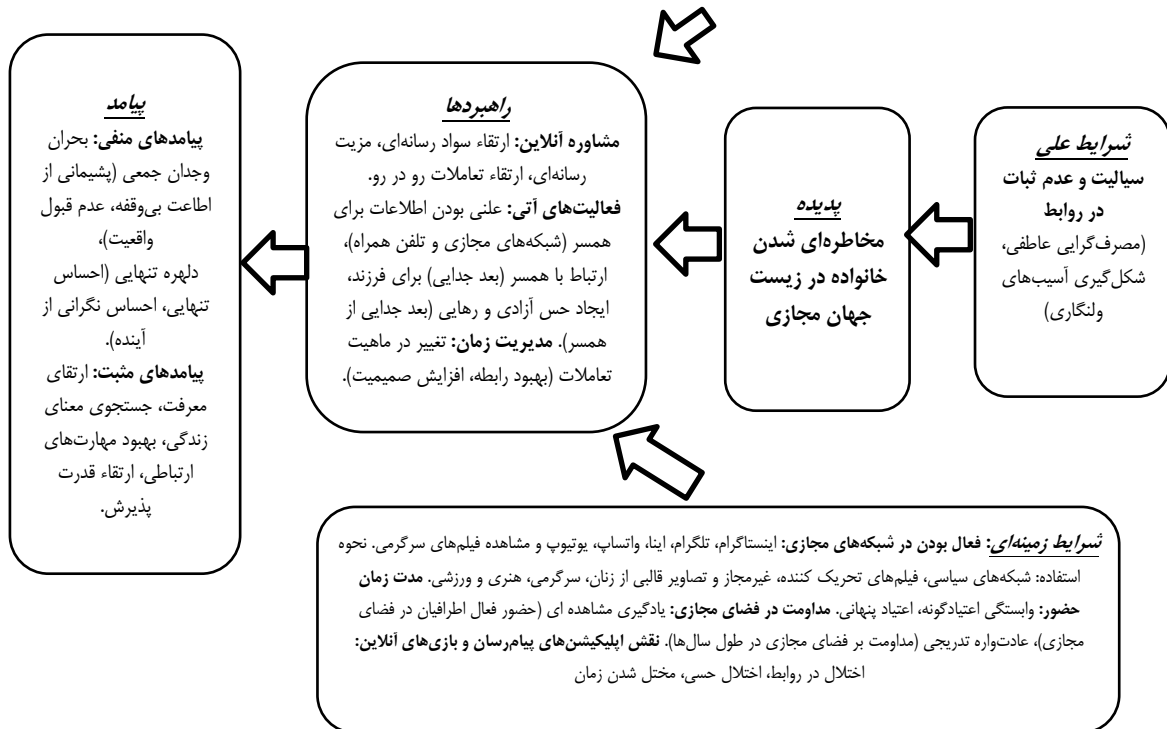 شرایط علی
سیالیت و عدم ثبات
در روابط
(مصرف‌گرایی عاطفی،
شکل‌گیری آسیب‌های
ولنگاری)
پدیده
مخاطره‌ای شدن
خانواده در زیست
جهان مجازی
راهبردها
مشاوره آنلاین: ارتقاء سواد رسانه‌ای، مزیت
رسانه‌ای، ارتقاء تعاملات رو در رو.
فعالیت‌های آتی: علنی بودن اطلاعات برای
همسر (شبکه‌های مجازی و تلفن همراه)،
ارتباط با همسر (بعد جدایی) برای فرزند،
ایجاد حس آزادی و رهایی (بعد جدایی از
همسر). مدیریت زمان: تغییر در ماهیت
تعاملات (بهبود رابطه، افزایش صمیمیت).
پیامد
پیامدهای منفی: بحران
وجدان جمعی (پشیمانی از
اطاعت بی‌وقفه، عدم قبول
واقعیت)،
دلهره تنهایی (احساس
تنهایی، احساس نگرانی از
آینده).
پیامدهای مثبت: ارتقای
معرفت، جستجوی معنای
زندگی، بهبود مهارت‌های
ارتباطی، ارتقاء قدرت
پذیرش.
شرایط زمینه‌ای: فعال بودن در شبکه‌های مجازی: اینستاگرام، تلگرام، ایتا، واتساپ، یوتیوپ و مشاهده فیلم‌های سرگرمی. نحوه
استفاده: شبکه‌های سیاسی، فیلم‌های تحریک کننده، غیرمجاز و تصاویر قالبی از زنان، سرگرمی، هنری و ورزشی. مدت زمان
حضور: وابستگی اعتیادگونه، اعتیاد پنهانی. مداومت در فضای مجازی: یادگیری مشاهده ای (حضور فعال اطرافیان در فضای
مجازی)، عادت‌واره تدریجی (مداومت بر فضای مجازی در طول سال‌ها). نقش اپلیکیشن‌های پیام‌رسان و بازی‌های آنلاین:
اختلال در روابط، اختلال حسی، مختل شدن زمان